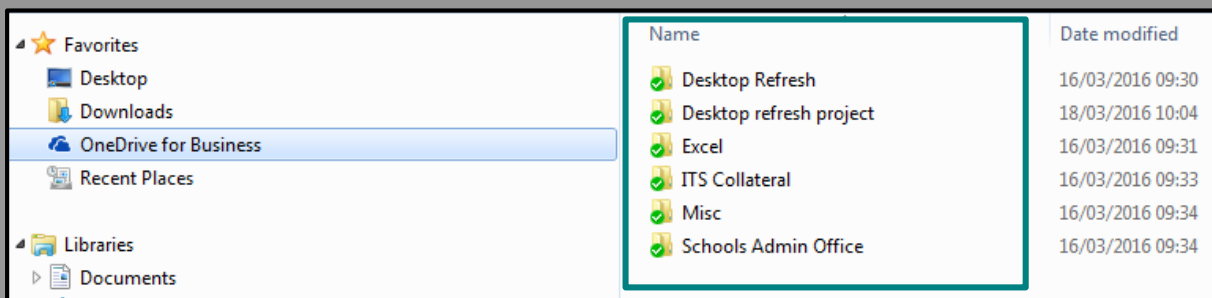 Favorites
Desktop
Downloads
OneDrive for Business
Recent Places
Libraries
Documents
Name Date modified
Desktop Refresh 16/03/2016 09:30
Desktop refresh project 18/03/2016 10:04
Excel 16/03/2016 09:31
ITS Collateral 16/03/2016 09:33
Misc 16/03/2016 09:34
Schools Admin Office 16/03/2016 09:34